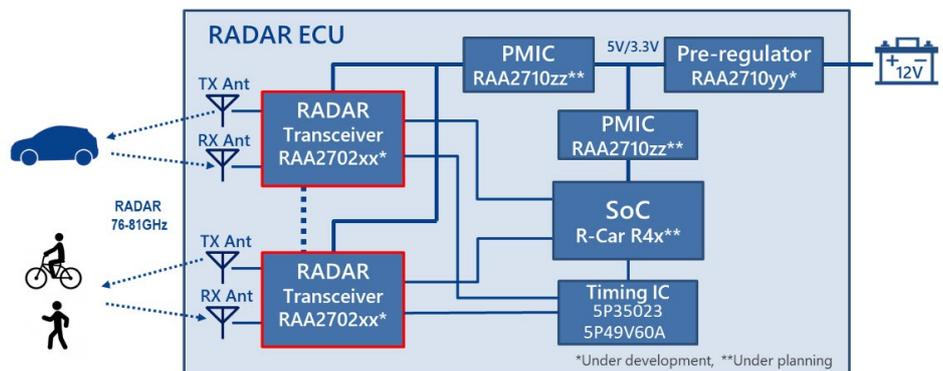 RADAR ECU
PMIC
RAA2710zz**
5V/3.3V
Pre-regulator
RAA2710yy*
12V
TX Ant
RX Ant
RADAR
Transceiver
RAA2702xx*
PMIC
RAA2710zz**
SoC
R-Car R4x**
RADAR
76-81GHz
TX Ant
RX Ant
RADAR
Transceiver
RAA2702xx*
Timing IC
5P35023
5P49V60A
*Under development, **Under planning